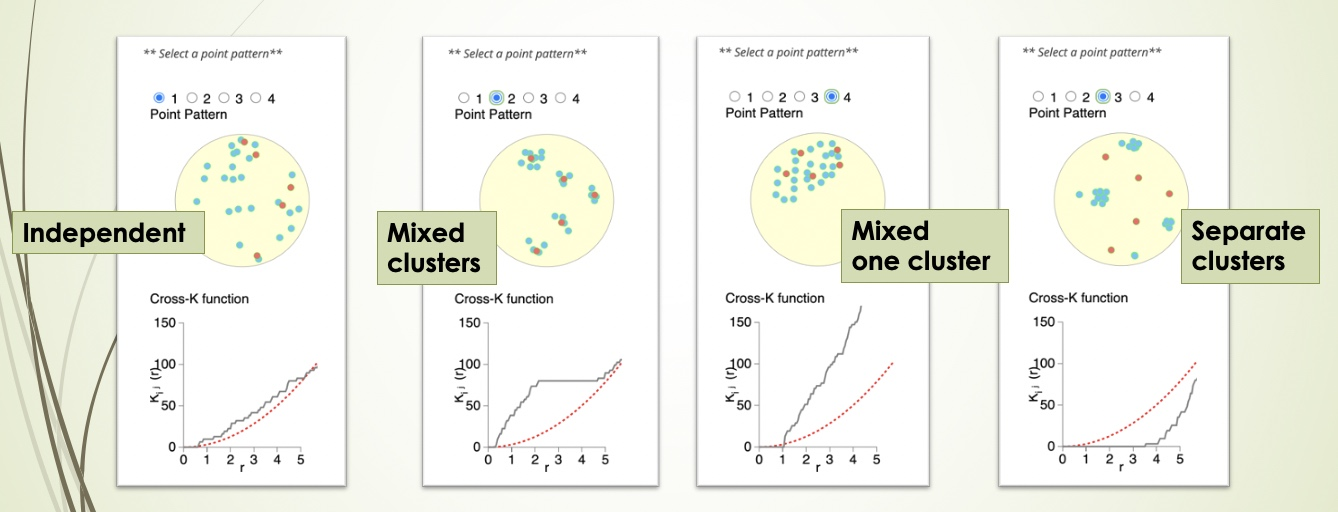 ** Select a point pattern**
1 2 3 4
Point Pattern
Independent
Cross-K function
150
100
50
0
K i j (r)
0 1 2 3 4 5
r
** Select a point pattern**
1 2 3 4
Point Pattern
Mixed
clusters
Cross-K function
150
100
50
0
K i j (r)
0 1 2 3 4 5
r
** Select a point pattern**
1 2 3 4
Point Pattern
Mixed
one cluster
Cross-K function
150
100
50
0
K i j (r)
0 1 2 3 4 5
r
** Select a point pattern**
1 2 3 4
Point Pattern
Separate
clusters
Cross-K function
150
100
50
0
K i j (r)
0 1 2 3 4 5
r